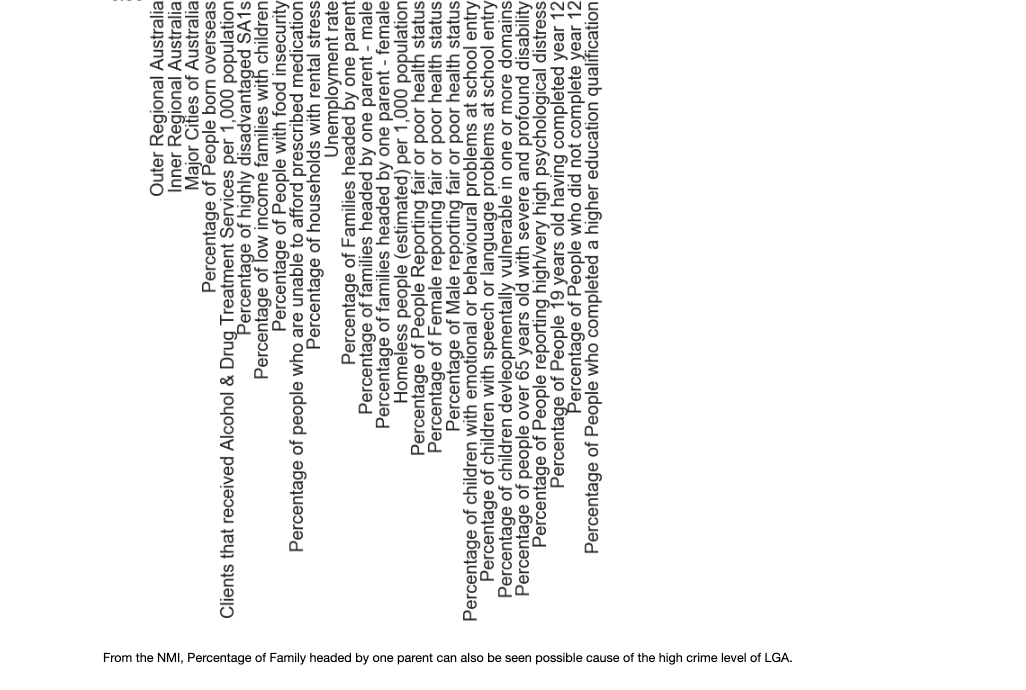 Outer Regional Australia
Inner Regional Australia
Major Cities of Australia
Percentage of People born overseas
Clients that received Alcohol & Drug Treatment Services per 1,000 population
Percentage of highly disadvantaged SA1s
Percentage of low income families with children
Percentage of People with food insecurity
Percentage of people who are unable to afford prescribed medication
Percentage of households with rental stress
Unemployment rate
Percentage of Families headed by one parent
Percentage of families headed by one parent - male
Percentage of families headed by one parent - female
Homeless people (estimated) per 1,000 population
Percentage of People Reporting fair or poor health status
Percentage of Female reporting fair or poor health status
Percentage of Male reporting fair or poor health status
Percentage of children with emotional or behavioural problems at school entry
Percentage of children with speech or language problems at school entry
Percentage of children devleopmentally vulnerable in one or more domains
Percentage of people over 65 years old with severe and profound disability
Percentage of People reporting high/very high psychological distress
Percentage of People 19 years old having completed year 12
Percentage of People who did not complete year 12
Percentage of People who completed a higher education qualification
From the NMI, Percentage of Family headed by one parent can also be seen possible cause of the high crime level of LGA.